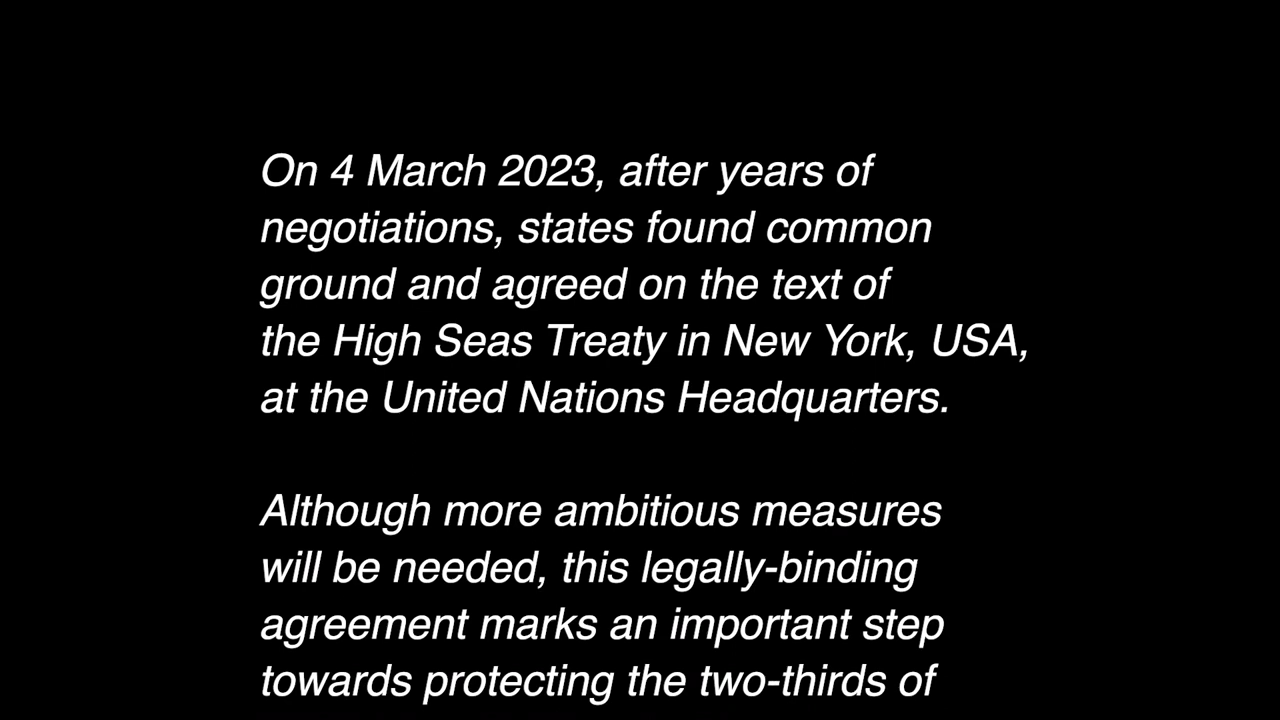 On 4 March 2023, after years of
negotiations, states found common
ground and agreed on the text of
the High Seas Treaty in New York, USA,
at the United Nations Headquarters.
Although more ambitious measures
will be needed, this legally-binding
agreement marks an important step
towards protecting the two-thirds of